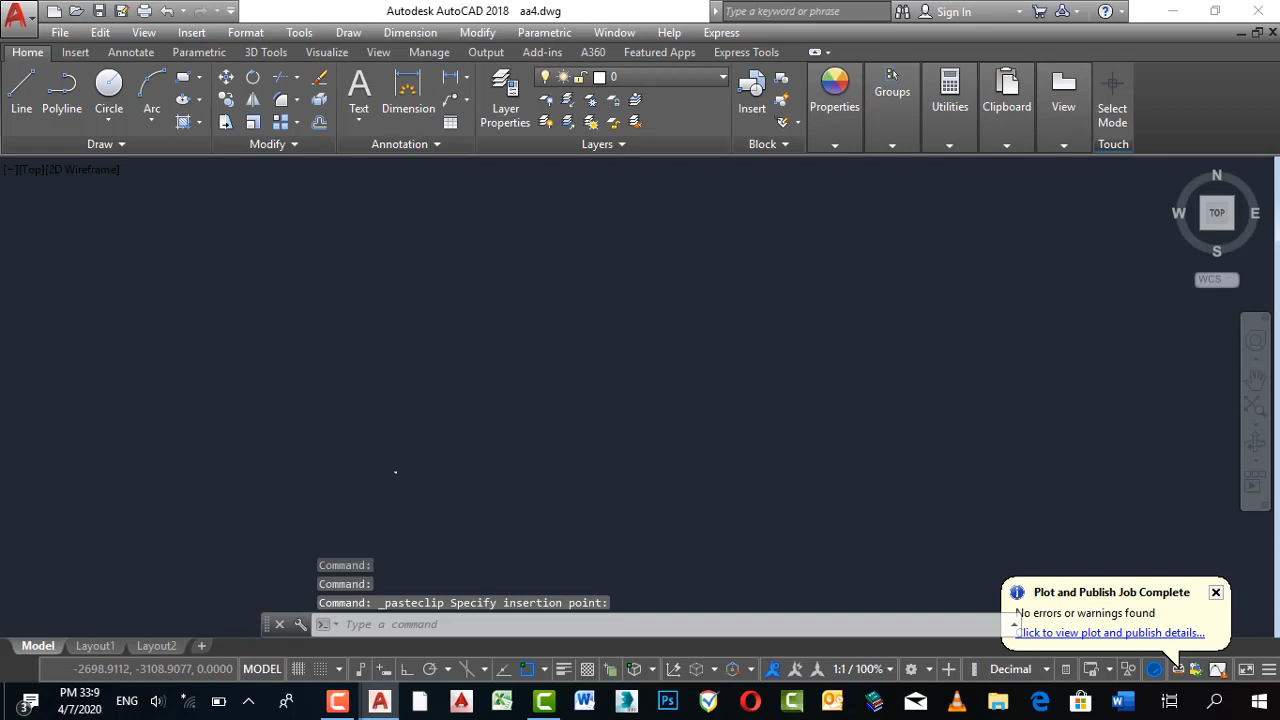 Autodesk AutoCAD 2018 aa4.dwg
Type a keyword or phrase
Sign In
File Edit View Insert Format Tools Draw Dimension Modify Parametric Window Help Express
Home Insert Annotate Parametric 3D Tools Visualize View Manage Output Add-ins A360 Featured Apps Express Tools
Line Polyline Circle Arc
Text Dimension
Layer Properties
0
Insert
Properties
Groups
Utilities
Clipboard
View
Select Mode
Draw Modify Annotation Layers Block Touch
[−][Top][2D Wireframe]
N
W TOP E
S
WCS
Command:
Command:
Command: _pasteclip Specify insertion point:
Type a command
Plot and Publish Job Complete
No errors or warnings found
Click to view plot and publish details...
Model Layout1 Layout2 +
-2698.9112, -3108.9077, 0.0000 MODEL
1:1 / 100%
Decimal
PM 33:9
4/7/2020
ENG